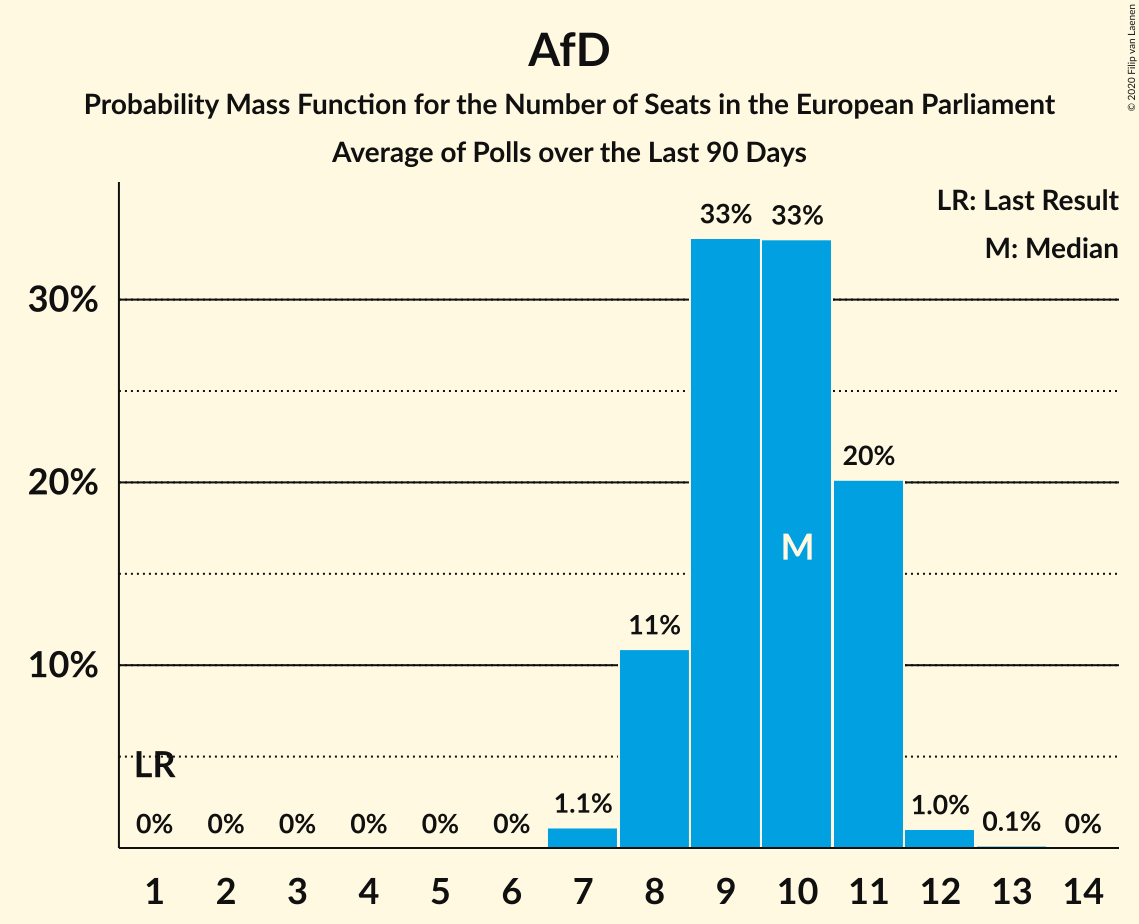 AfD
Probability Mass Function for the Number of Seats in the European Parliament
Average of Polls over the Last 90 Days
© 2020 Filip van Laenen
LR: Last Result
M: Median
33% 33%
30%
20%
20%
M
11%
10%
LR
0% 0% 0% 0% 0% 0% 1.1% 1.0% 0.1% 0%
1 2 3 4 5 6 7 8 9 10 11 12 13 14